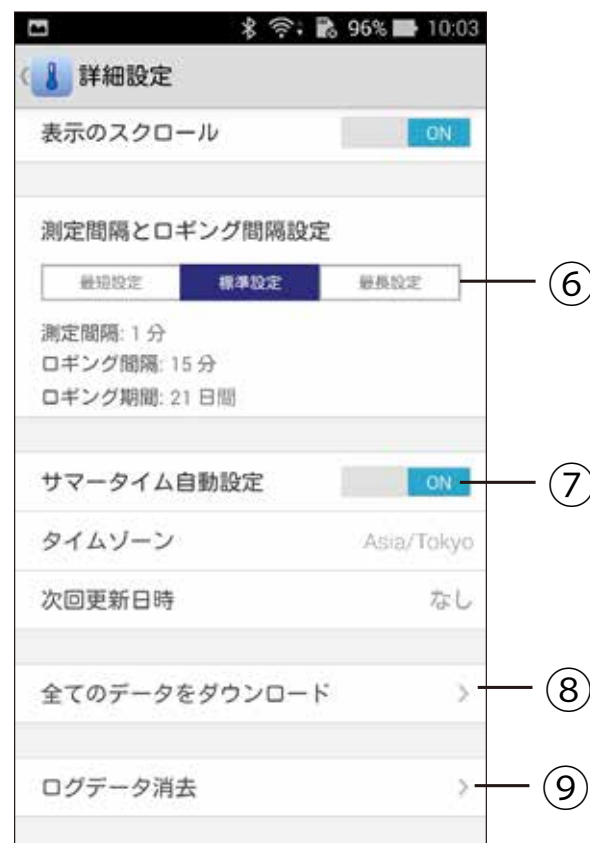 96% 10:03
詳細設定
表示のスクロール ON
測定間隔とロギング間隔設定
最短設定 標準設定 最長設定 ⑥
測定間隔: 1 分
ロギング間隔: 15 分
ロギング期間: 21 日間
サマータイム自動設定 ON ⑦
タイムゾーン Asia/Tokyo
次回更新日時 なし
全てのデータをダウンロード > ⑧
ログデータ消去 > ⑨